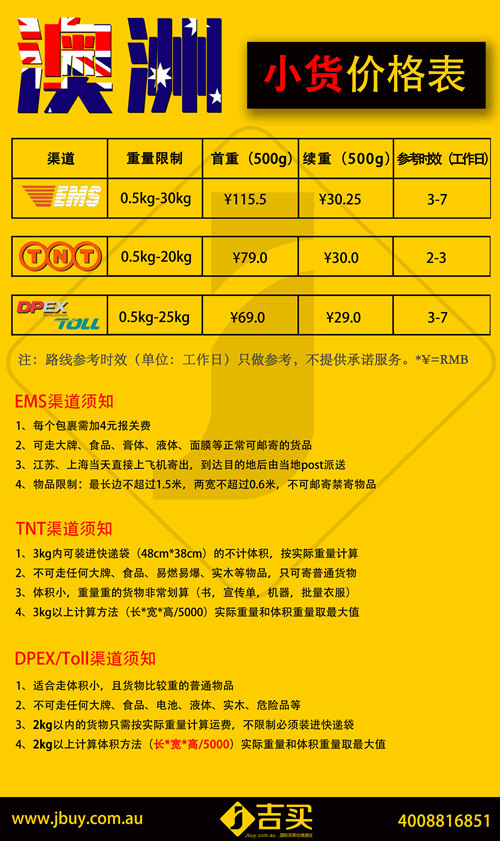 澳洲
小货价格表
渠道 重量限制 首重（500g） 续重（500g） 参考时效（工作日）
EMS 0.5kg-30kg ¥115.5 ¥30.25 3-7
TNT 0.5kg-20kg ¥79.0 ¥30.0 2-3
DPEX TOLL 0.5kg-25kg ¥69.0 ¥29.0 3-7
注：路线参考时效（单位：工作日）只做参考，不提供承诺服务。*¥=RMB
EMS渠道须知
1、每个包裹需加4元报关费
2、可走大牌、食品、膏体、液体、面膜等正常可邮寄的货品
3、江苏、上海当天直接上飞机寄出，到达目的地后由当地post派送
4、物品限制：最长边不超过1.5米，两宽不超过0.6米，不可邮寄禁寄物品
TNT渠道须知
1、3kg内可装进快递袋（48cm*38cm）的不计体积，按实际重量计算
2、不可走任何大牌、食品、易燃易爆、实木等物品，只可寄普通货物
3、体积小，重量重的货物非常划算（书，宣传单，机器，批量衣服）
4、3kg以上计算方法（长*宽*高/5000）实际重量和体积重量取最大值
DPEX/Toll渠道须知
1、适合走体积小，且货物比较重的普通物品
2、不可走任何大牌、食品、电池、液体、实木、危险品等
3、2kg以内的货物只需按实际重量计算运费，不限制必须装进快递袋
4、2kg以上计算体积方法（长*宽*高/5000）实际重量和体积重量取最大值
www.jbuy.com.au
吉买
Jbuy.com.au
4008816851